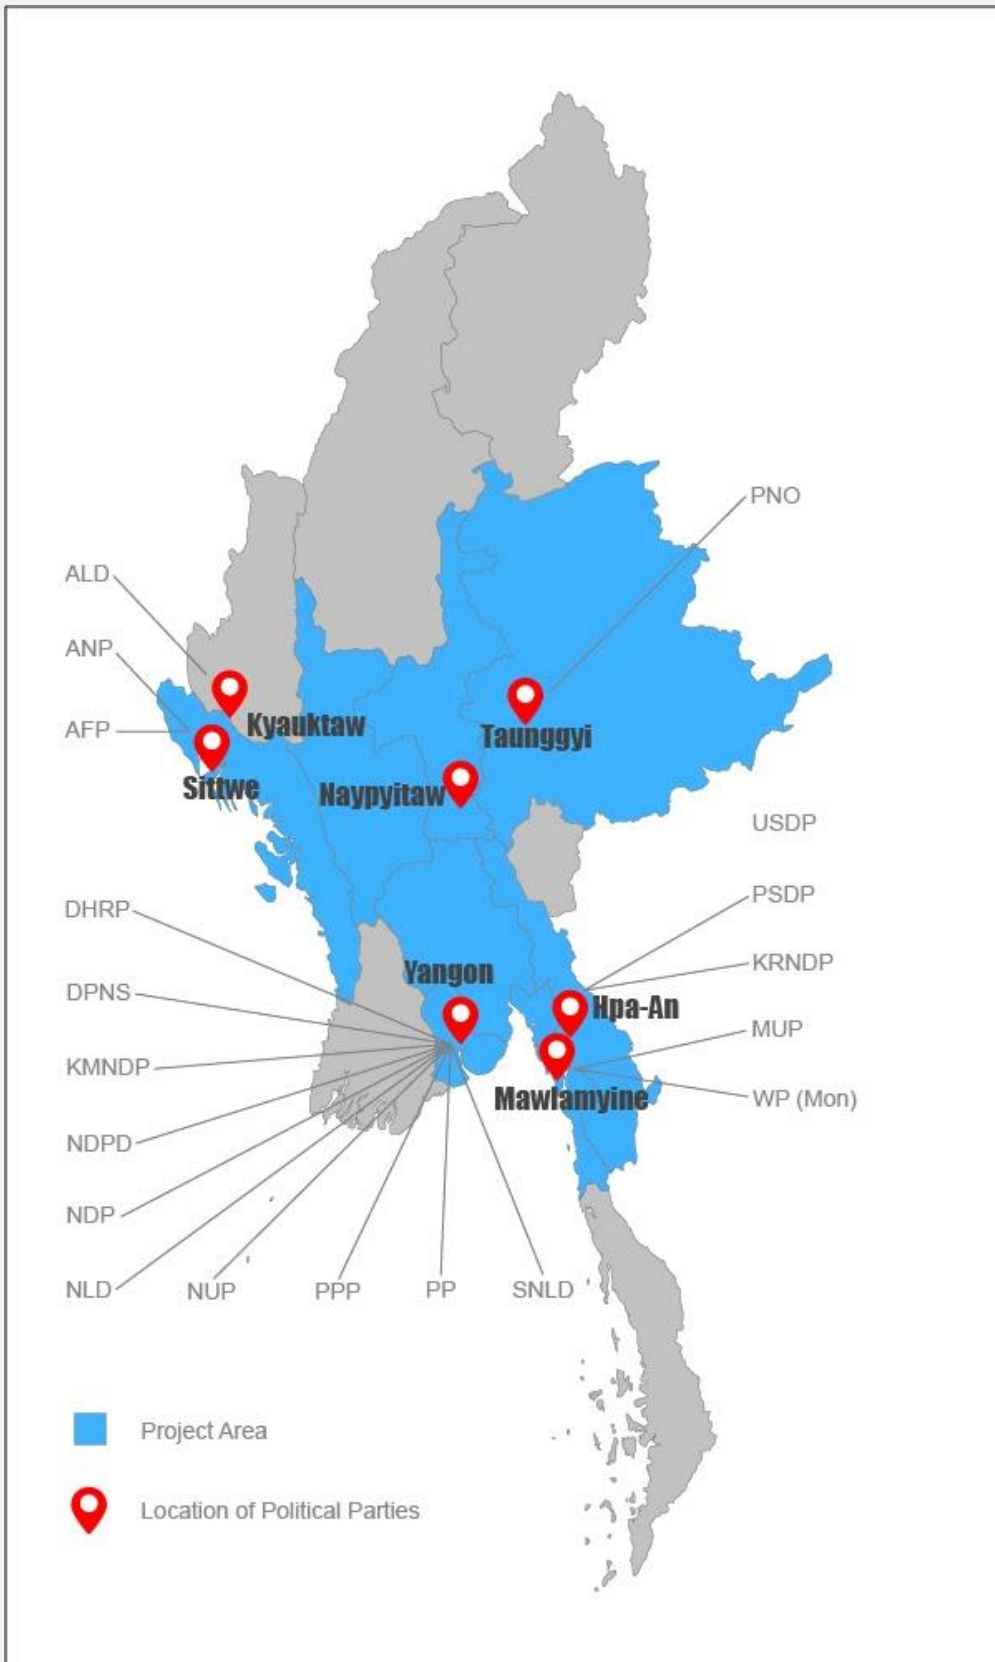 PNO
ALD
ANP
Kyauktaw
AFP
Taunggyi
Sittwe
Naypyitaw
USDP
PSDP
DHRP
KRNDP
Yangon
DPNS
Hpa-An
MUP
KMNDP
Mawlamyine
WP (Mon)
NDPD
NDP
NLD
NUP
PPP
PP
SNLD
Project Area
Location of Political Parties